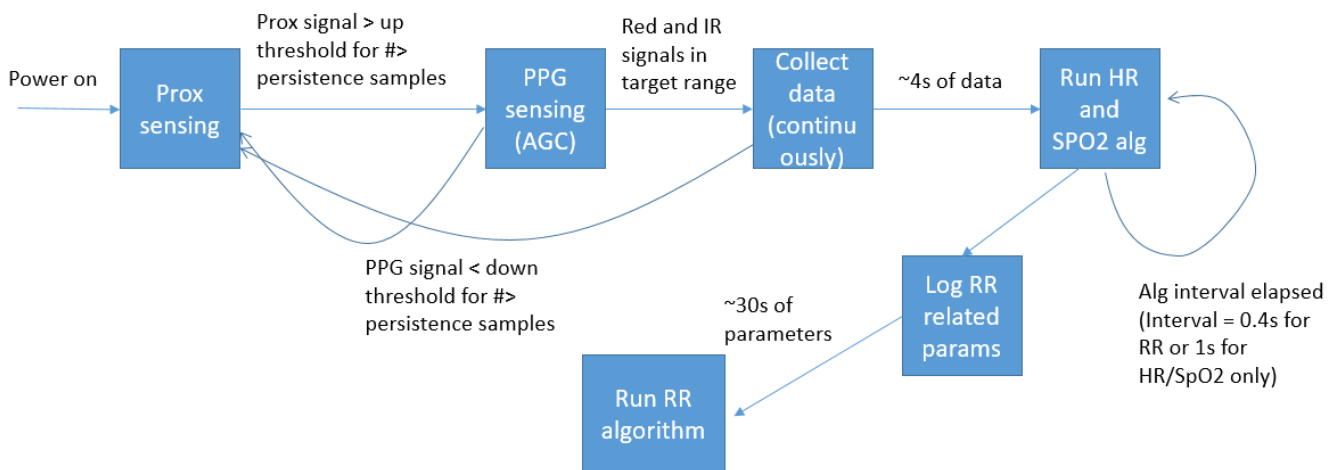 Power on
Prox
sensing
Prox signal > up
threshold for #>
persistence samples
PPG
sensing
(AGC)
Red and IR
signals in
target range
Collect
data
(continu
ously)
~4s of data
Run HR
and
SPO2 alg
PPG signal < down
threshold for #>
persistence samples
Log RR
related
params
Alg interval elapsed
(Interval = 0.4s for
RR or 1s for
HR/SpO2 only)
~30s of
parameters
Run RR
algorithm